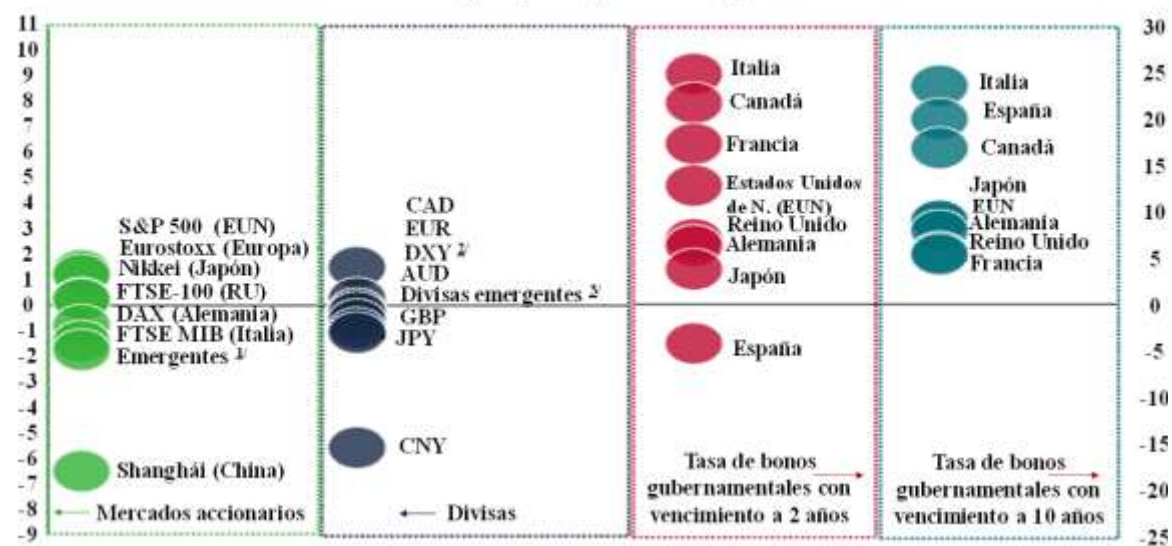 11
10
9
8
7
6
5
4
3
2
1
0
-1
-2
-3
-4
-5
-6
-7
-8
-9
S&P 500 (EUN)
Eurostoxx (Europa)
Nikkei (Japón)
FTSE-100 (RU)
DAX (Alemania)
FTSE MIB (Italia)
Emergentes 1/
Shanghái (China)
Mercados accionarios
CAD
EUR
DXY 2/
AUD
Divisas emergentes 3/
GBP
JPY
CNY
Divisas
Italia
Canadá
Francia
Estados Unidos
de N. (EUN)
Reino Unido
Alemania
Japón
España
Tasa de bonos
gubernamentales con
vencimiento a 2 años
Italia
España
Canadá
Japón
EUN
Alemania
Reino Unido
Francia
Tasa de bonos
gubernamentales con
vencimiento a 10 años
30
25
20
15
10
5
0
-5
-10
-15
-20
-25